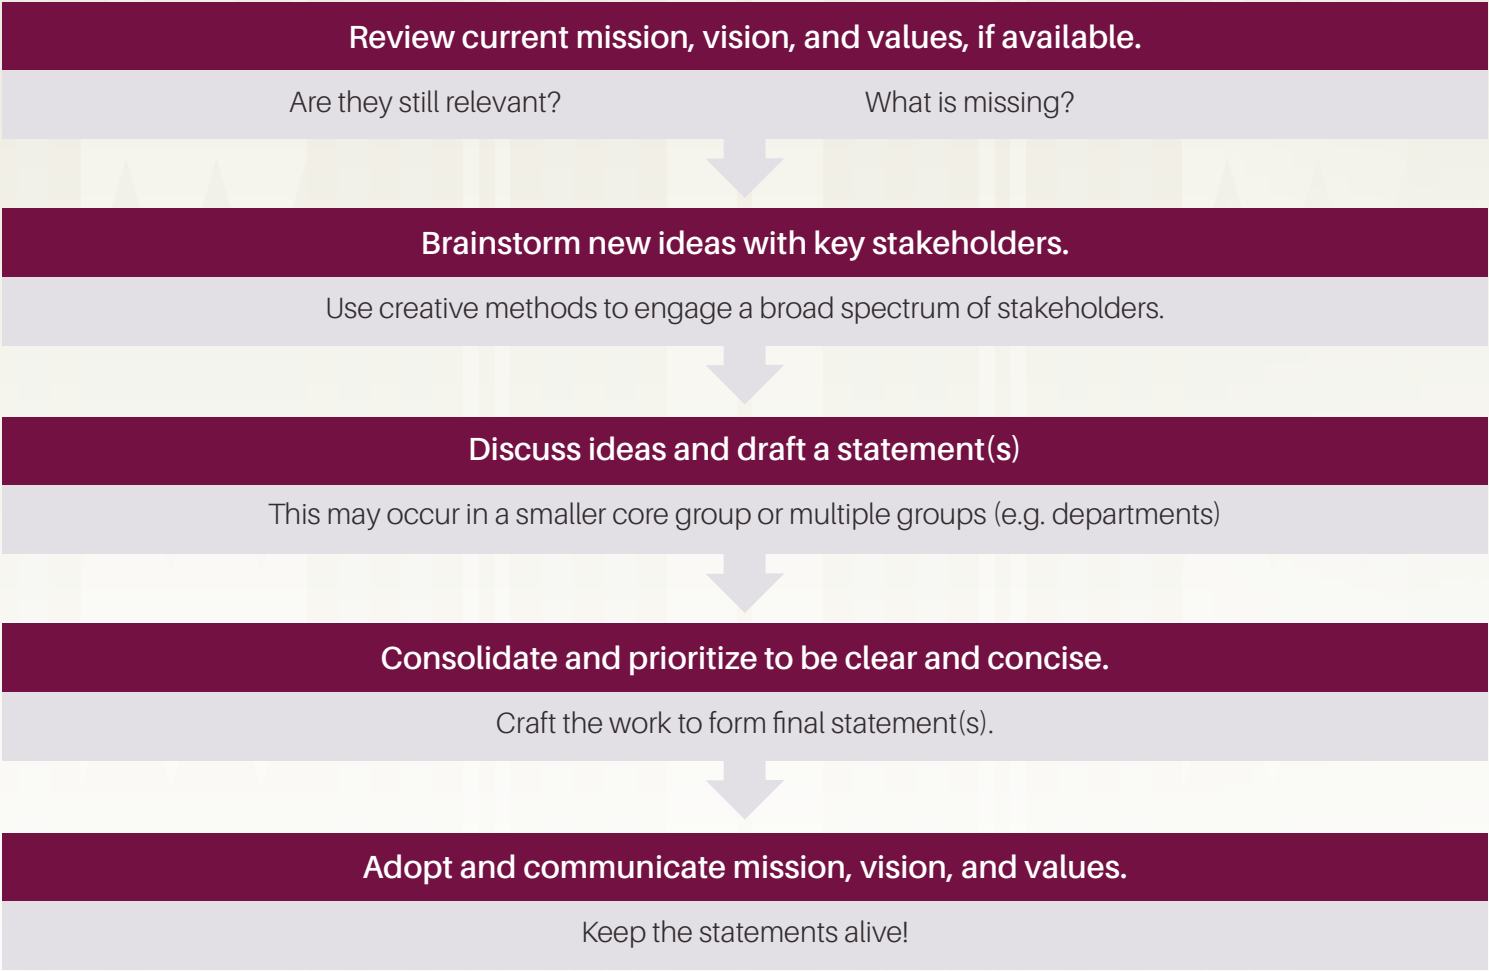 Review current mission, vision, and values, if available.
Are they still relevant? What is missing?
Brainstorm new ideas with key stakeholders.
Use creative methods to engage a broad spectrum of stakeholders.
Discuss ideas and draft a statement(s)
This may occur in a smaller core group or multiple groups (e.g. departments)
Consolidate and prioritize to be clear and concise.
Craft the work to form final statement(s).
Adopt and communicate mission, vision, and values.
Keep the statements alive!